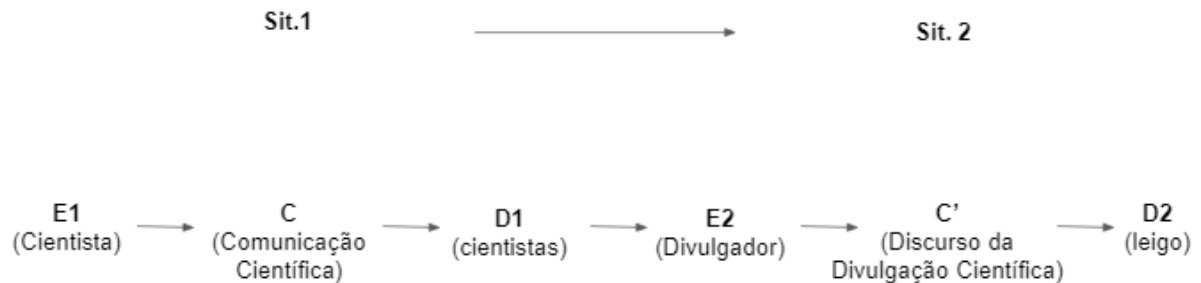 Sit.1
Sit. 2
E1
(Cientista)
C
(Comunicação
Científica)
D1
(cientistas)
E2
(Divulgador)
C’
(Discurso da
Divulgação Científica)
D2
(leigo)